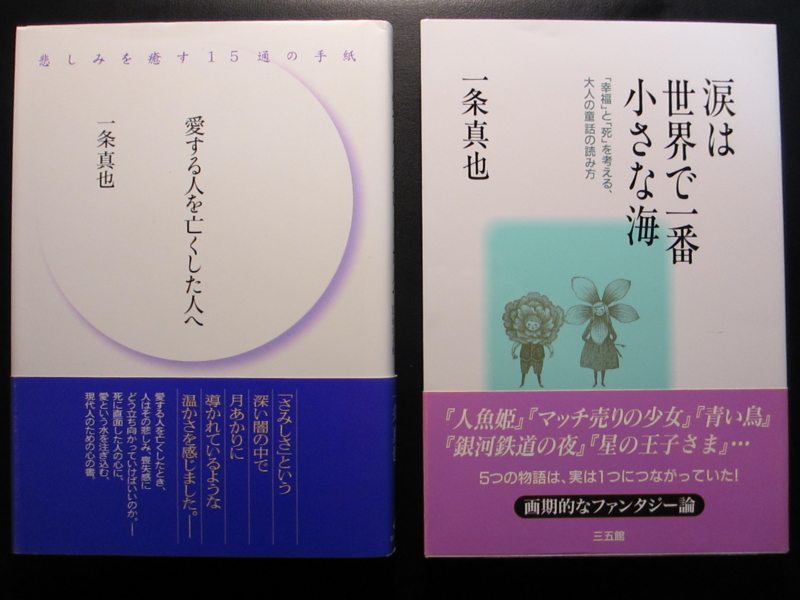 悲しみを癒す15通の手紙
愛する人を亡くした人へ
一条真也
「さみしさ」という
深い闇の中で
月あかりに
導かれているような
温かさを感じました。――
愛する人を亡くしたとき、
人はその悲しみ、喪失感に
どう立ち向かっていけばいいのか。――
死に直面した人の心に、
愛という水を注ぎ込む、
現代人のための心の書。
涙は
世界で一番
小さな海
「幸福」と「死」を考える、
大人の童話の読み方
一条真也
『人魚姫』『マッチ売りの少女』『青い鳥』
『銀河鉄道の夜』『星の王子さま』…
5つの物語は、実は1つにつながっていた!
画期的なファンタジー論
三五館